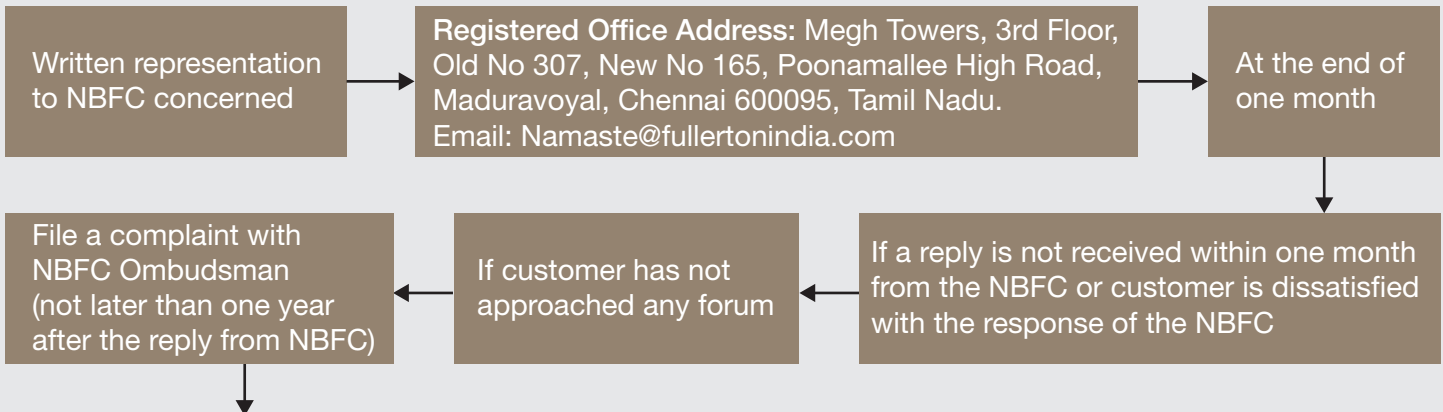 Written representation
to NBFC concerned
Registered Office Address: Megh Towers, 3rd Floor,
Old No 307, New No 165, Poonamallee High Road,
Maduravoyal, Chennai 600095, Tamil Nadu.
Email: Namaste@fullertonindia.com
At the end of
one month
If a reply is not received within one month
from the NBFC or customer is dissatisfied
with the response of the NBFC
If customer has not
approached any forum
File a complaint with
NBFC Ombudsman
(not later than one year
after the reply from NBFC)